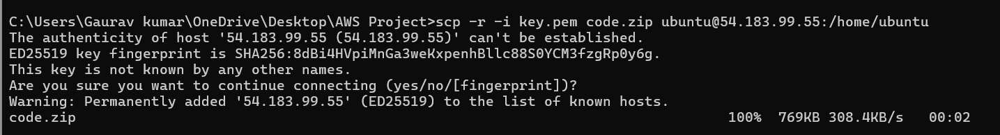 C:\Users\Gaurav kumar\OneDrive\Desktop\AWS Project>scp -r -i key.pem code.zip ubuntu@54.183.99.55:/home/ubuntu
The authenticity of host '54.183.99.55 (54.183.99.55)' can't be established.
ED25519 key fingerprint is SHA256:8dBi4HVpiMnGa3weKxpenhBllc88S0YCM3fzgRp0y6g.
This key is not known by any other names.
Are you sure you want to continue connecting (yes/no/[fingerprint])?
Warning: Permanently added '54.183.99.55' (ED25519) to the list of known hosts.
code.zip 100% 769KB 308.4KB/s 00:02